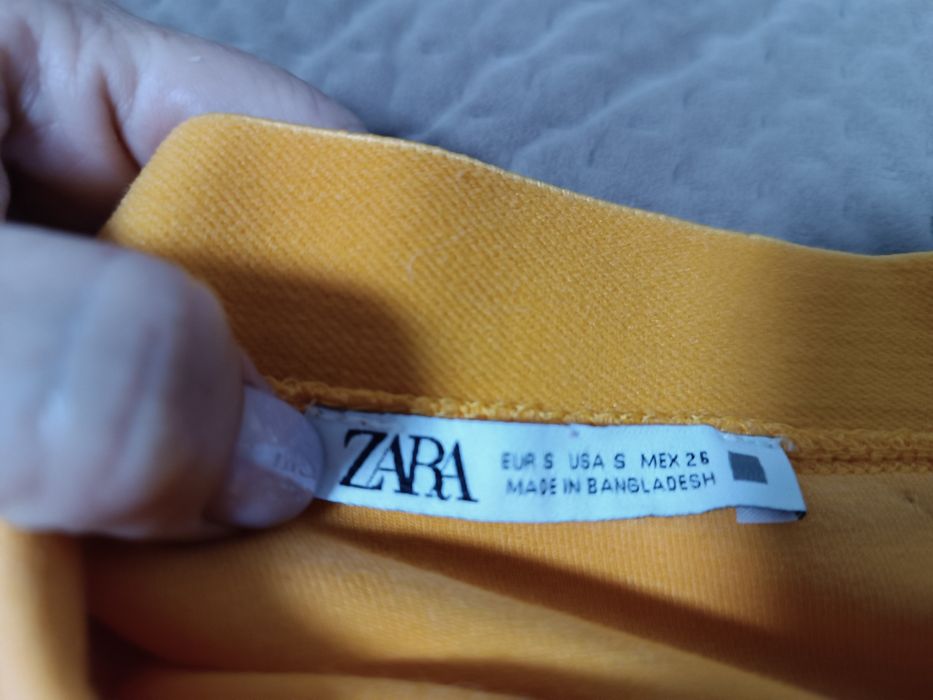 ZARA
EUR S USA S MEX 26
MADE IN BANGLADESH